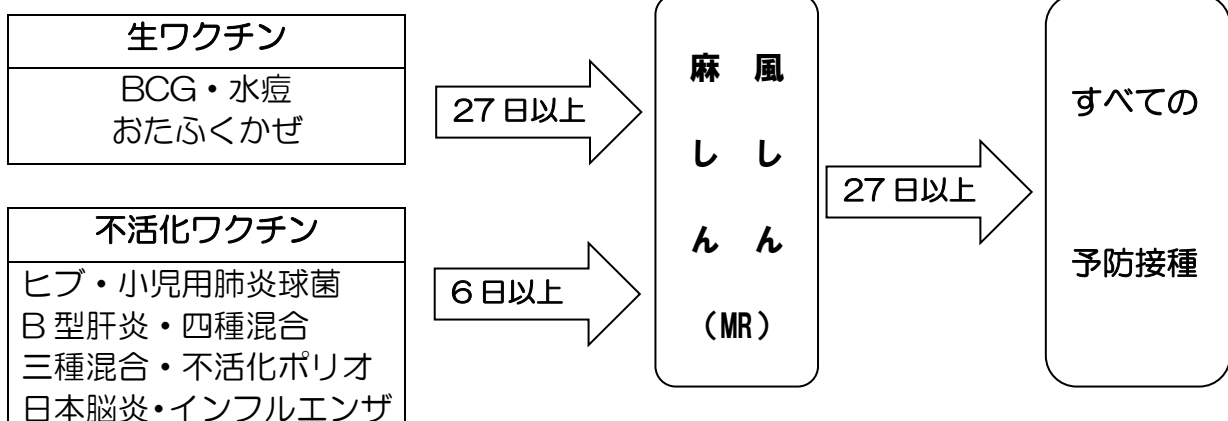 生ワクチン
BCG・水痘
おたふくかぜ
27日以上
不活化ワクチン
ヒブ・小児用肺炎球菌
B型肝炎・四種混合
三種混合・不活化ポリオ
日本脳炎・インフルエンザ
6日以上
麻しん
風しん
(MR)
27日以上
すべての
予防接種